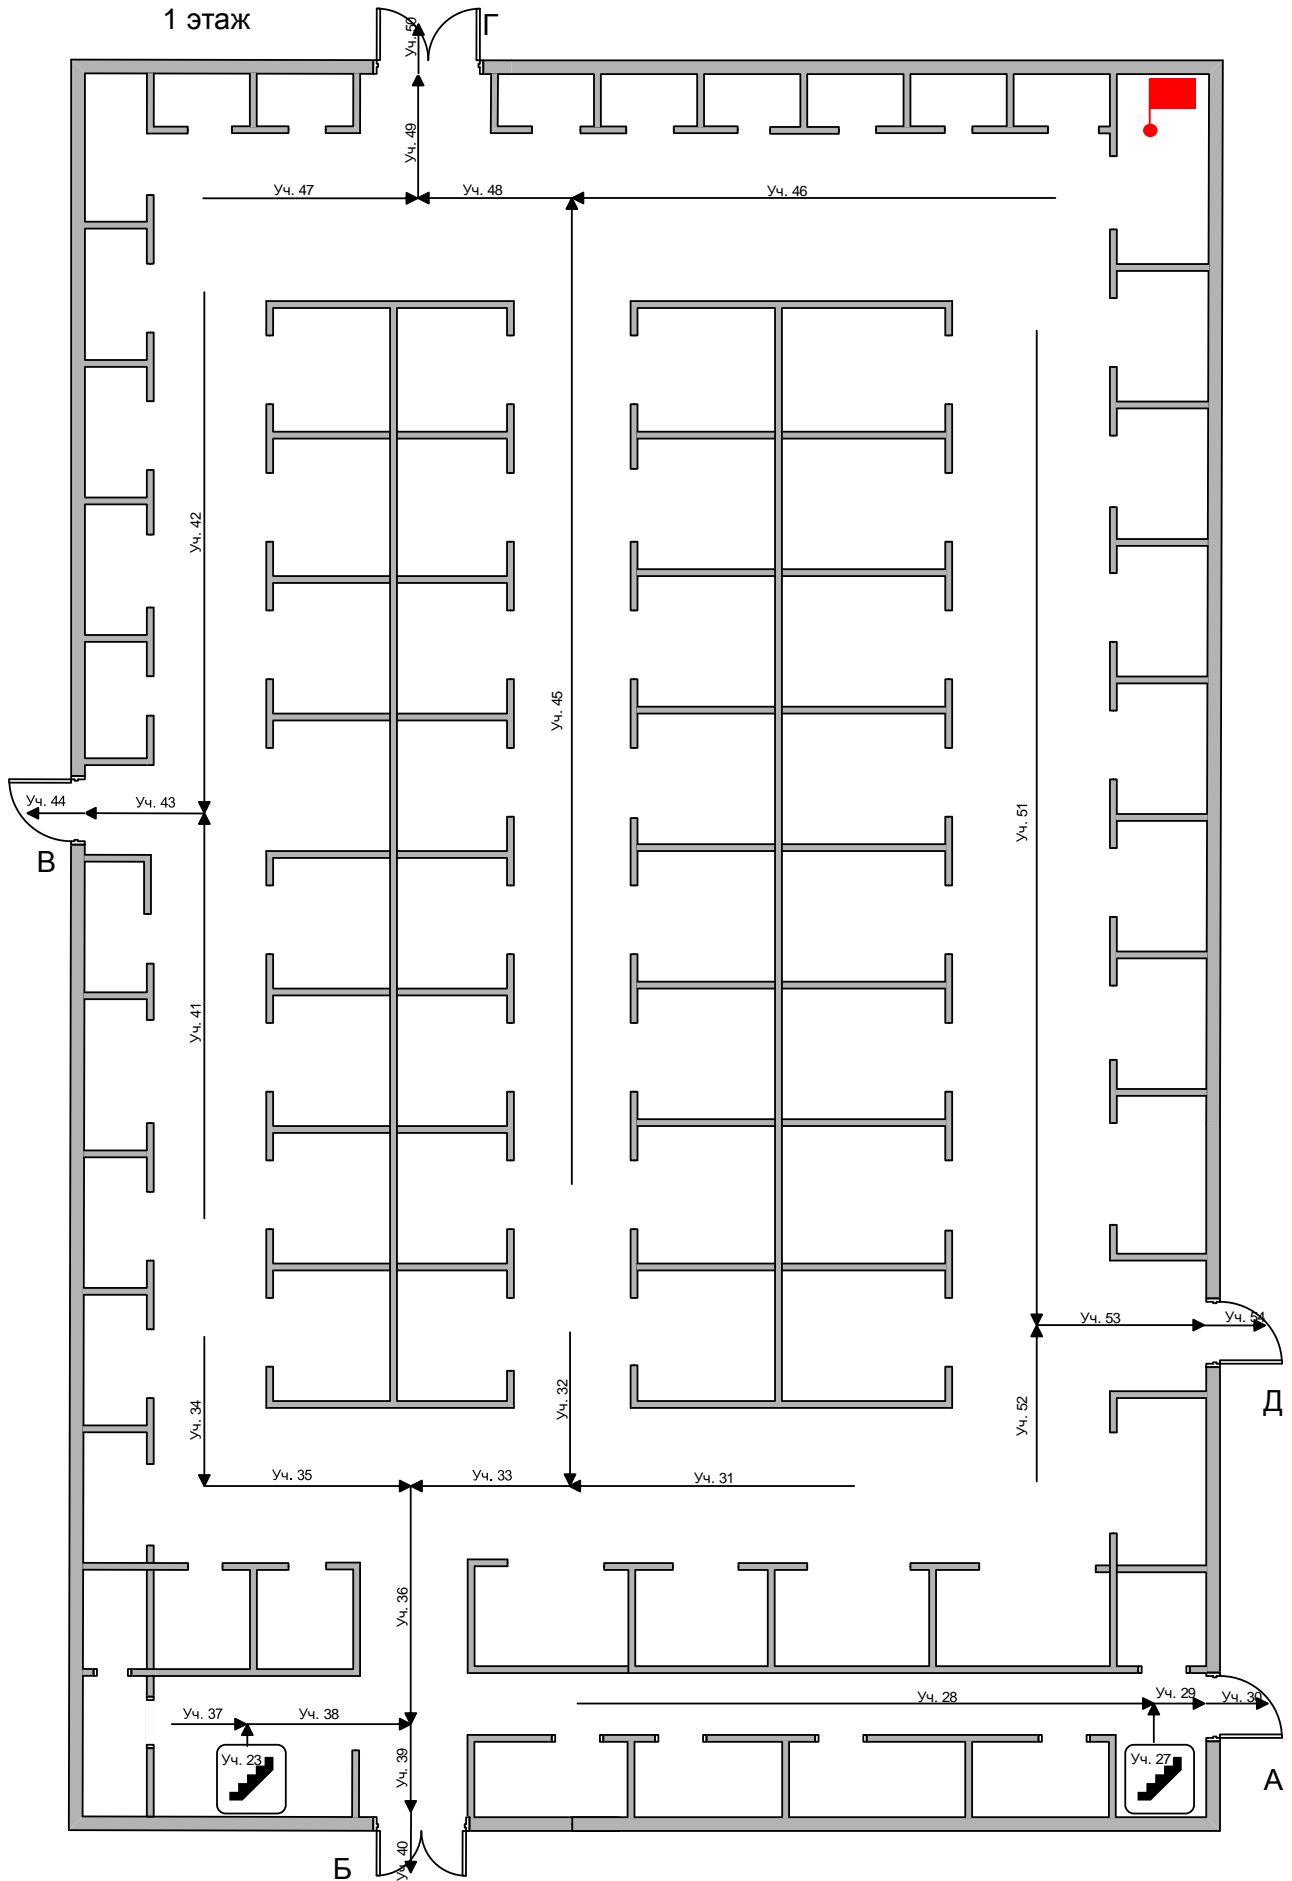 1 этаж
Уч. 50
Г
Уч. 49
Уч. 47
Уч. 48
Уч. 46
Уч. 42
Уч. 45
Уч. 44
Уч. 43
Уч. 51
В
Уч. 41
Уч. 53
Уч. 54
Уч. 34
Уч. 32
Уч. 52
Д
Уч. 35
Уч. 33
Уч. 31
Уч. 36
Уч. 28
Уч. 29
Уч. 30
Уч. 37
Уч. 38
Уч. 23
Уч. 39
Уч. 27
А
Б
Уч. 40